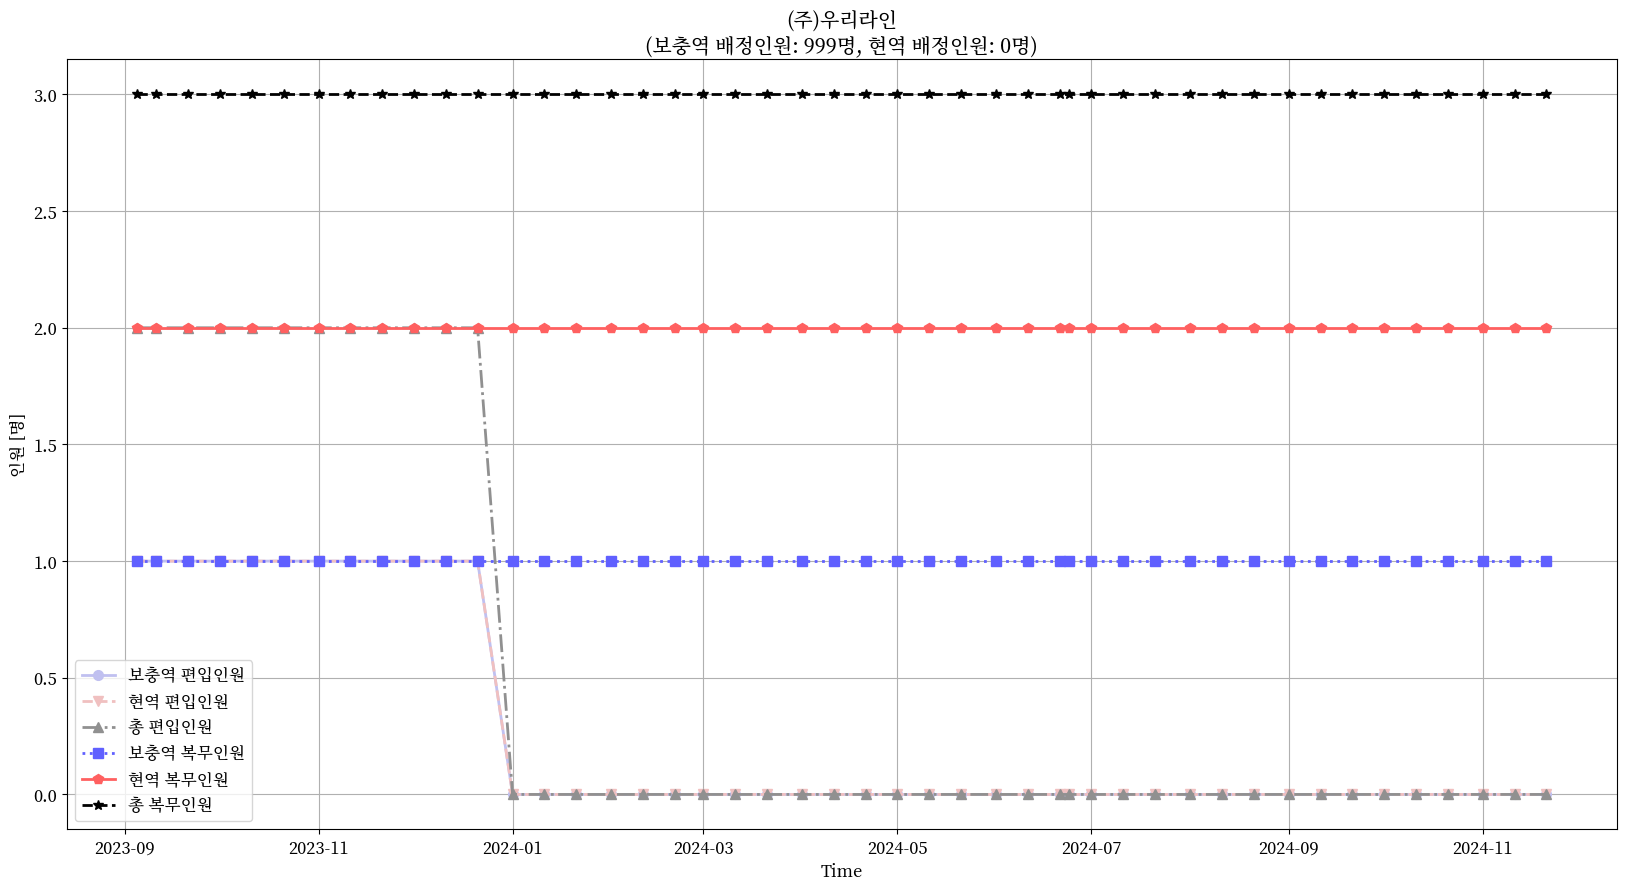 (주)우리라인
(보충역 배정인원: 999명, 현역 배정인원: 0명)
3.0
2.5
2.0
1.5
1.0
0.5
0.0
인원 [명]
보충역 편입인원
현역 편입인원
총 편입인원
보충역 복무인원
현역 복무인원
총 복무인원
2023-09 2023-11 2024-01 2024-03 2024-05 2024-07 2024-09 2024-11
Time